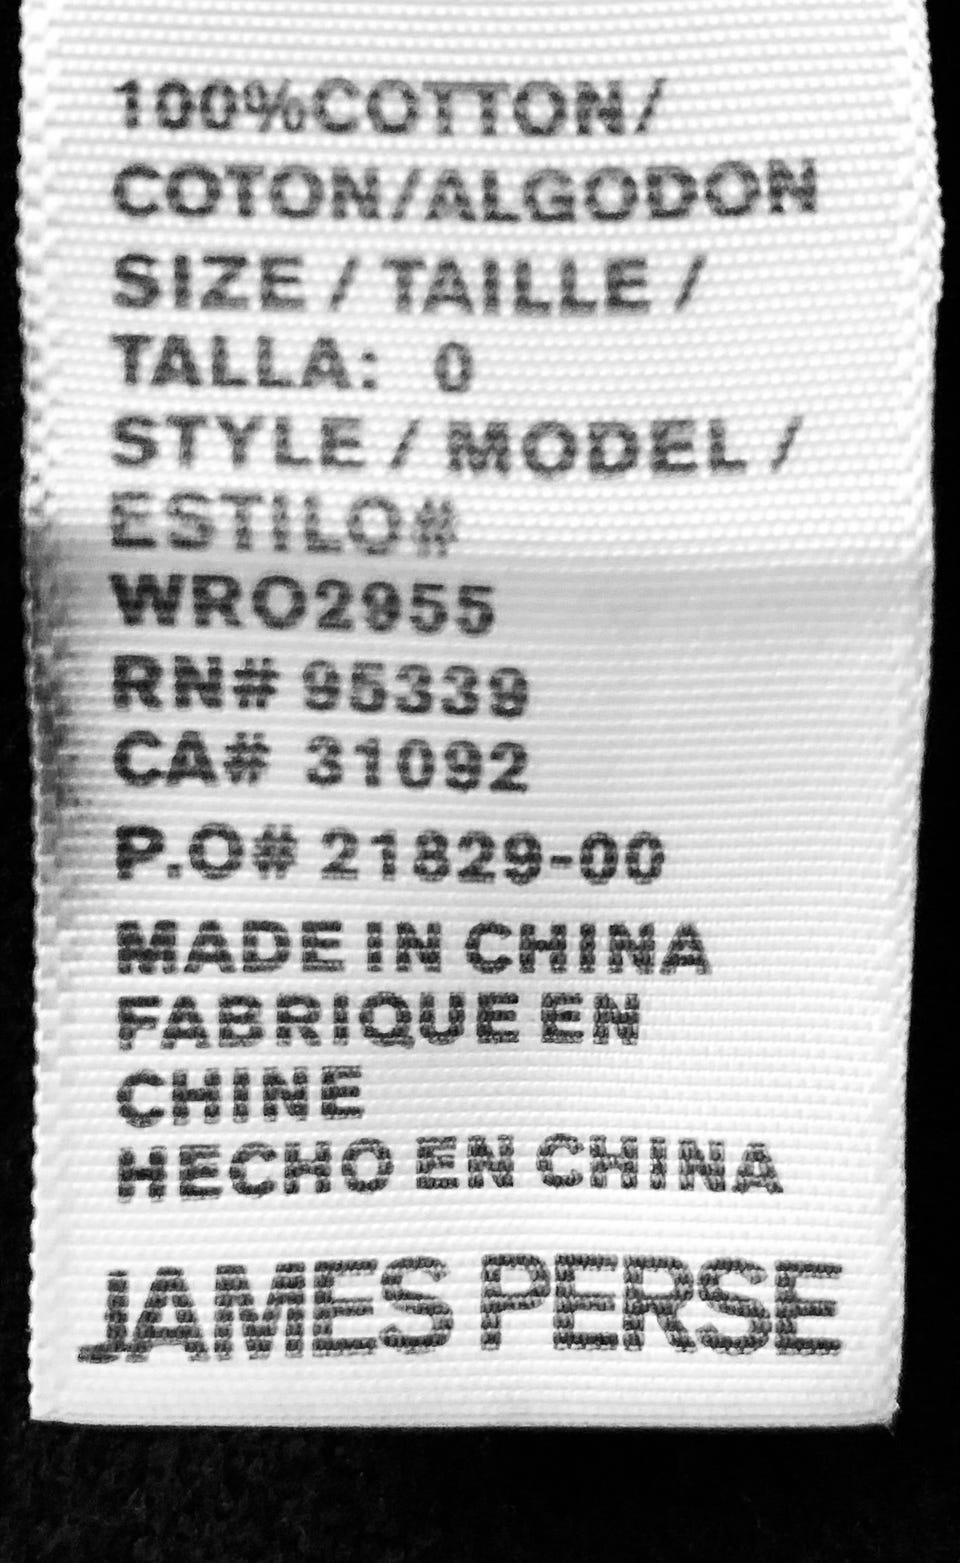 100%COTTON/
COTON/ALGODON
SIZE / TAILLE /
TALLA: 0
STYLE / MODEL /
ESTILO#
WRO2955
RN# 95339
CA# 31092
P.O# 21829-00
MADE IN CHINA
FABRIQUE EN
CHINE
HECHO EN CHINA
JAMES PERSE